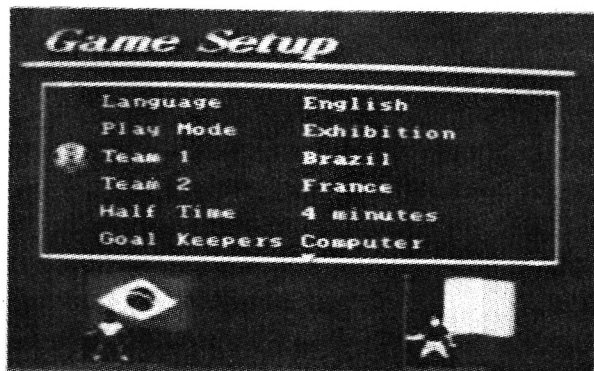 Game Setup
Language English
Play Mode Exhibition
Team 1 Brazil
Team 2 France
Half Time 4 minutes
Goal Keepers Computer